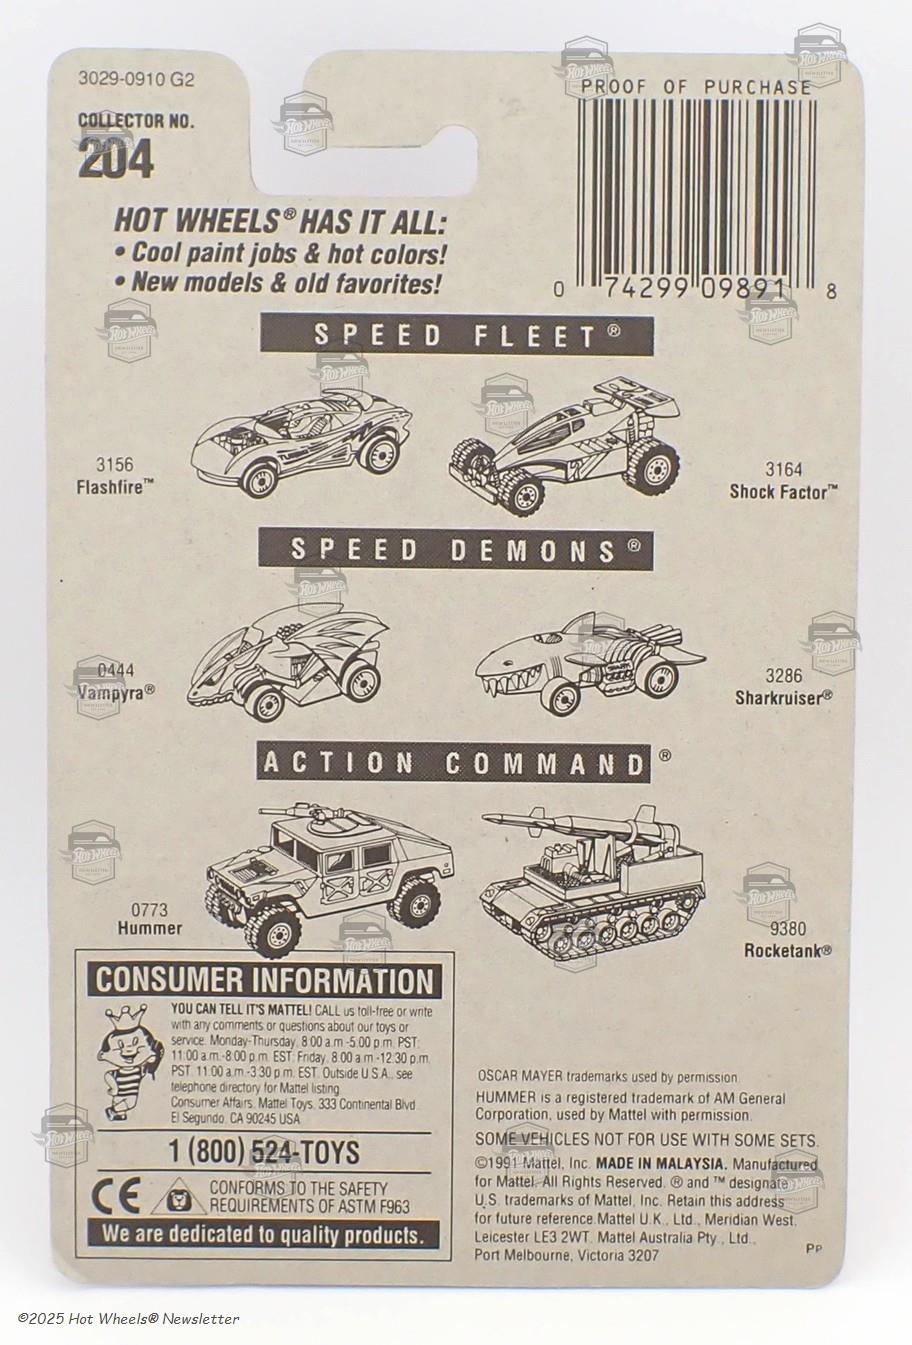 3029-0910 G2
COLLECTOR NO.
204
PROOF OF PURCHASE
0 74299 09891 8
HOT WHEELS® HAS IT ALL:
• Cool paint jobs & hot colors!
• New models & old favorites!
SPEED FLEET®
3156
Flashfire™
3164
Shock Factor™
SPEED DEMONS®
0444
Vampyra®
3286
Sharkruiser®
ACTION COMMAND®
0773
Hummer
9380
Rocketank®
CONSUMER INFORMATION
YOU CAN TELL IT'S MATTEL! CALL us toll-free or write
with any comments or questions about our toys or
service. Monday-Thursday, 8:00 a.m.-5:00 p.m. PST;
11:00 a.m.-8:00 p.m. EST; Friday, 8:00 a.m.-12:30 p.m.
PST, 11:00 a.m.-3:30 p.m. EST. Outside U.S.A., see
telephone directory for Mattel listing.
Consumer Affairs, Mattel Toys, 333 Continental Blvd.,
El Segundo, CA 90245 USA
1 (800) 524-TOYS
CE
CONFORMS TO THE SAFETY
REQUIREMENTS OF ASTM F963
We are dedicated to quality products.
OSCAR MAYER trademarks used by permission.
HUMMER is a registered trademark of AM General
Corporation, used by Mattel with permission.
SOME VEHICLES NOT FOR USE WITH SOME SETS.
©1991 Mattel, Inc. MADE IN MALAYSIA. Manufactured
for Mattel. All Rights Reserved. ® and ™ designate
U.S. trademarks of Mattel, Inc. Retain this address
for future reference: Mattel U.K., Ltd., Meridian West,
Leicester LE3 2WT. Mattel Australia Pty., Ltd.,
Port Melbourne, Victoria 3207
PP
©2025 Hot Wheels® Newsletter